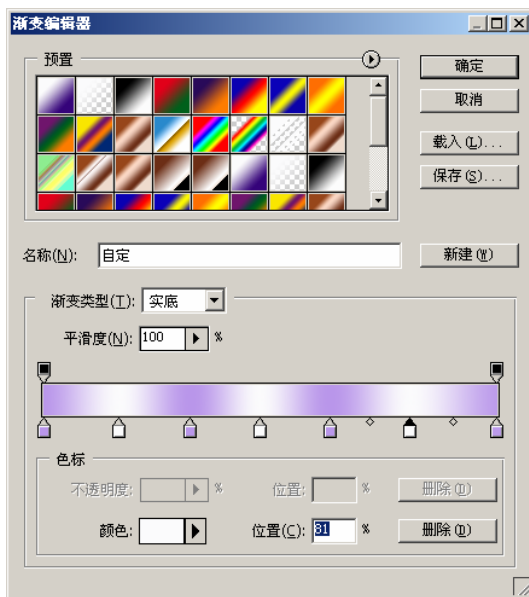 渐变编辑器
预置
确定
取消
载入(L)...
保存(S)...
名称(N): 自定
新建(W)
渐变类型(T): 实底
平滑度(N): 100 %
色标
不透明度: % 位置: % 删除(D)
颜色: 位置(C): 81 % 删除(D)